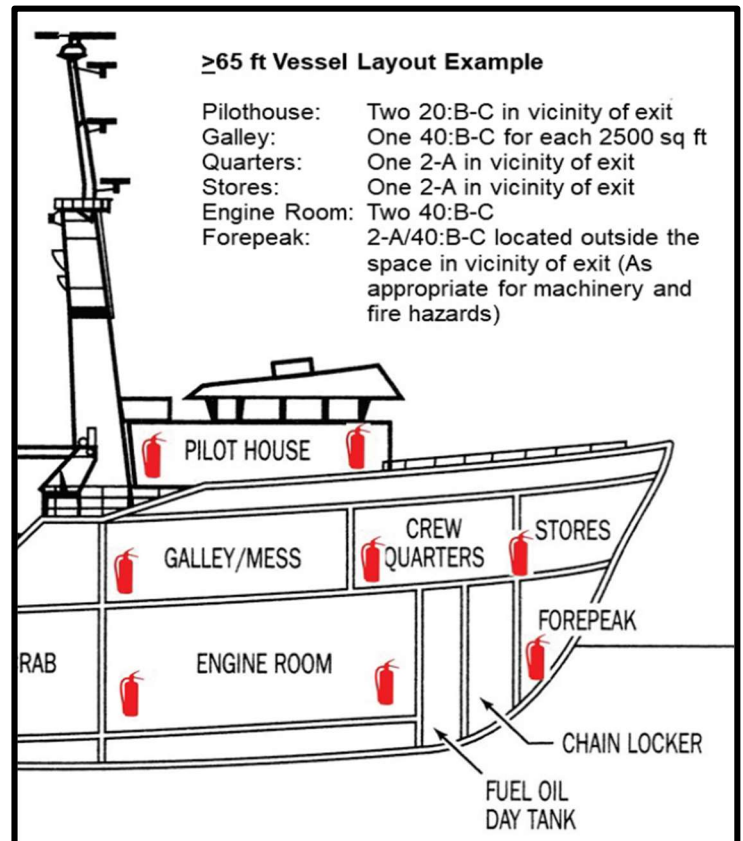 ≥65 ft Vessel Layout Example
Pilothouse: Two 20:B-C in vicinity of exit
Galley: One 40:B-C for each 2500 sq ft
Quarters: One 2-A in vicinity of exit
Stores: One 2-A in vicinity of exit
Engine Room: Two 40:B-C
Forepeak: 2-A/40:B-C located outside the
space in vicinity of exit (As
appropriate for machinery and
fire hazards)
PILOT HOUSE
GALLEY/MESS
CREW
QUARTERS
STORES
FOREPEAK
RAB
ENGINE ROOM
CHAIN LOCKER
FUEL OIL
DAY TANK